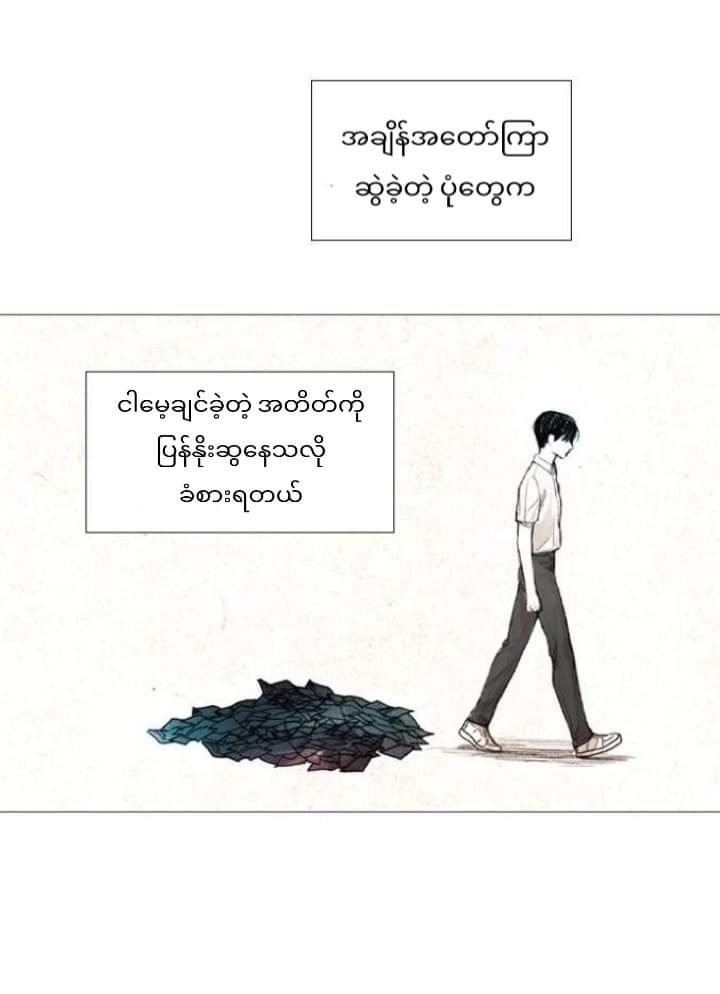 အချိန်အတော်ကြာ
ဆွဲခဲ့တဲ့ ပုံတွေက
ငါမေ့ချင်ခဲ့တဲ့ အတိတ်ကို
ပြန်နိုးဆွနေသလို
ခံစားရတယ်